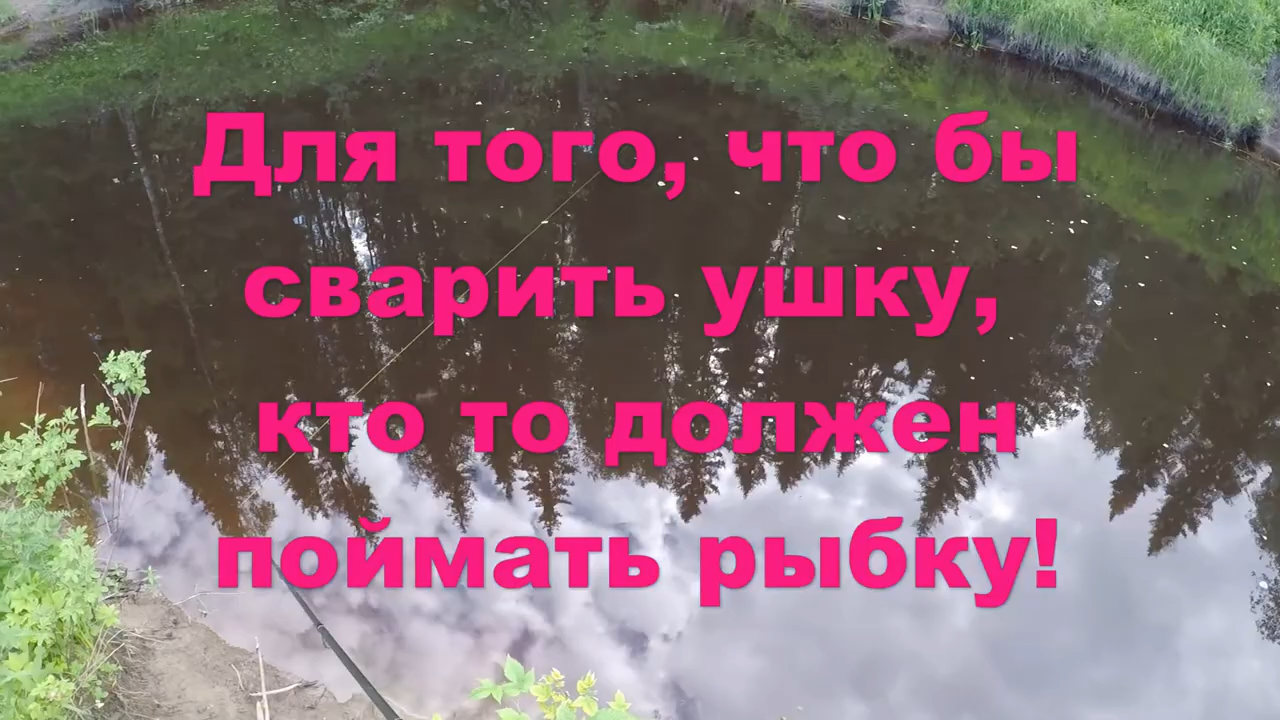 Для того, что бы
сварить ушку,
кто то должен
поймать рыбку!